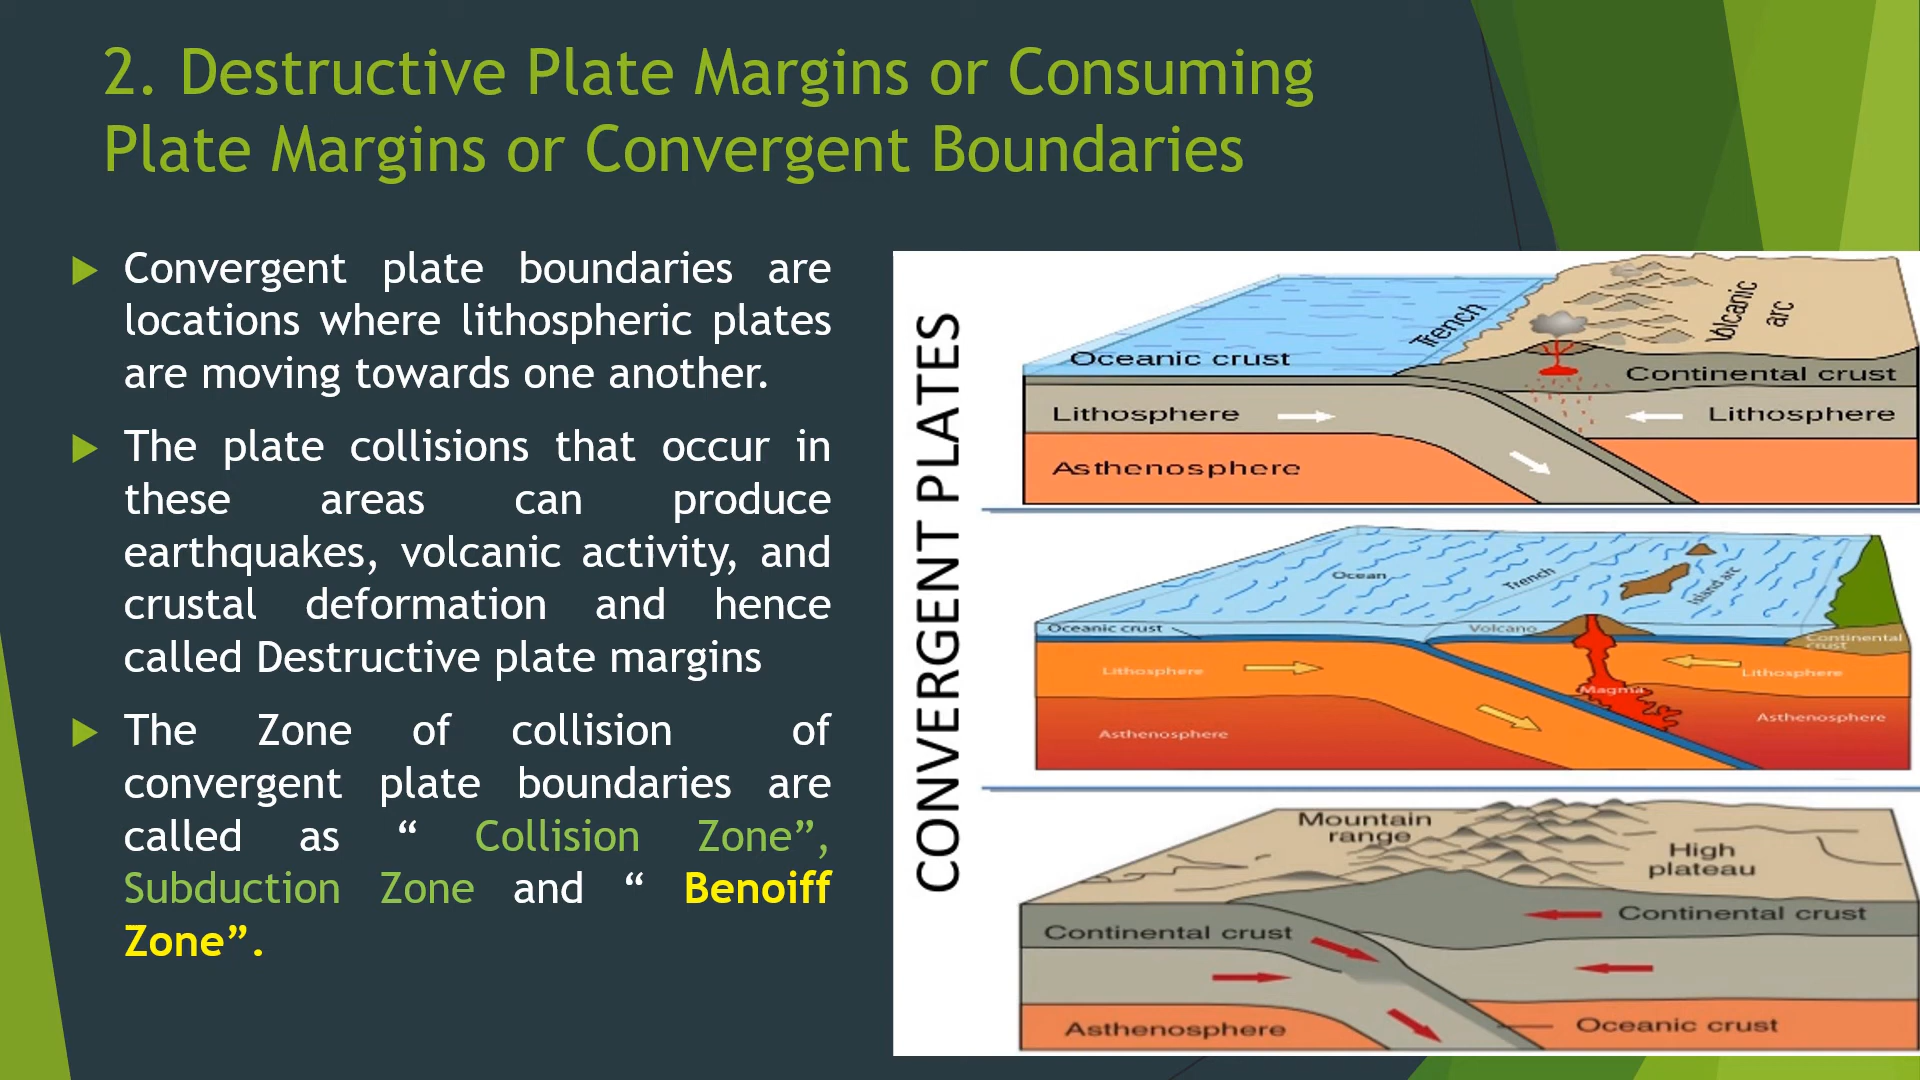 2. Destructive Plate Margins or Consuming
Plate Margins or Convergent Boundaries
Convergent plate boundaries are
locations where lithospheric plates
are moving towards one another.
The plate collisions that occur in
these areas can produce
earthquakes, volcanic activity, and
crustal deformation and hence
called Destructive plate margins
The Zone of collision of
convergent plate boundaries are
called as “ Collision Zone”,
Subduction Zone and “ Benoiff
Zone”.
CONVERGENT PLATES
Trench
Volcanic
arc
Oceanic crust
Continental crust
Lithosphere
Lithosphere
Asthenosphere
Ocean
Trench
Island arc
Oceanic crust
Volcano
Continental
crust
Lithosphere
Lithosphere
Magma
Asthenosphere
Asthenosphere
Mountain
range
High
plateau
Continental crust
Continental crust
Asthenosphere
Oceanic crust